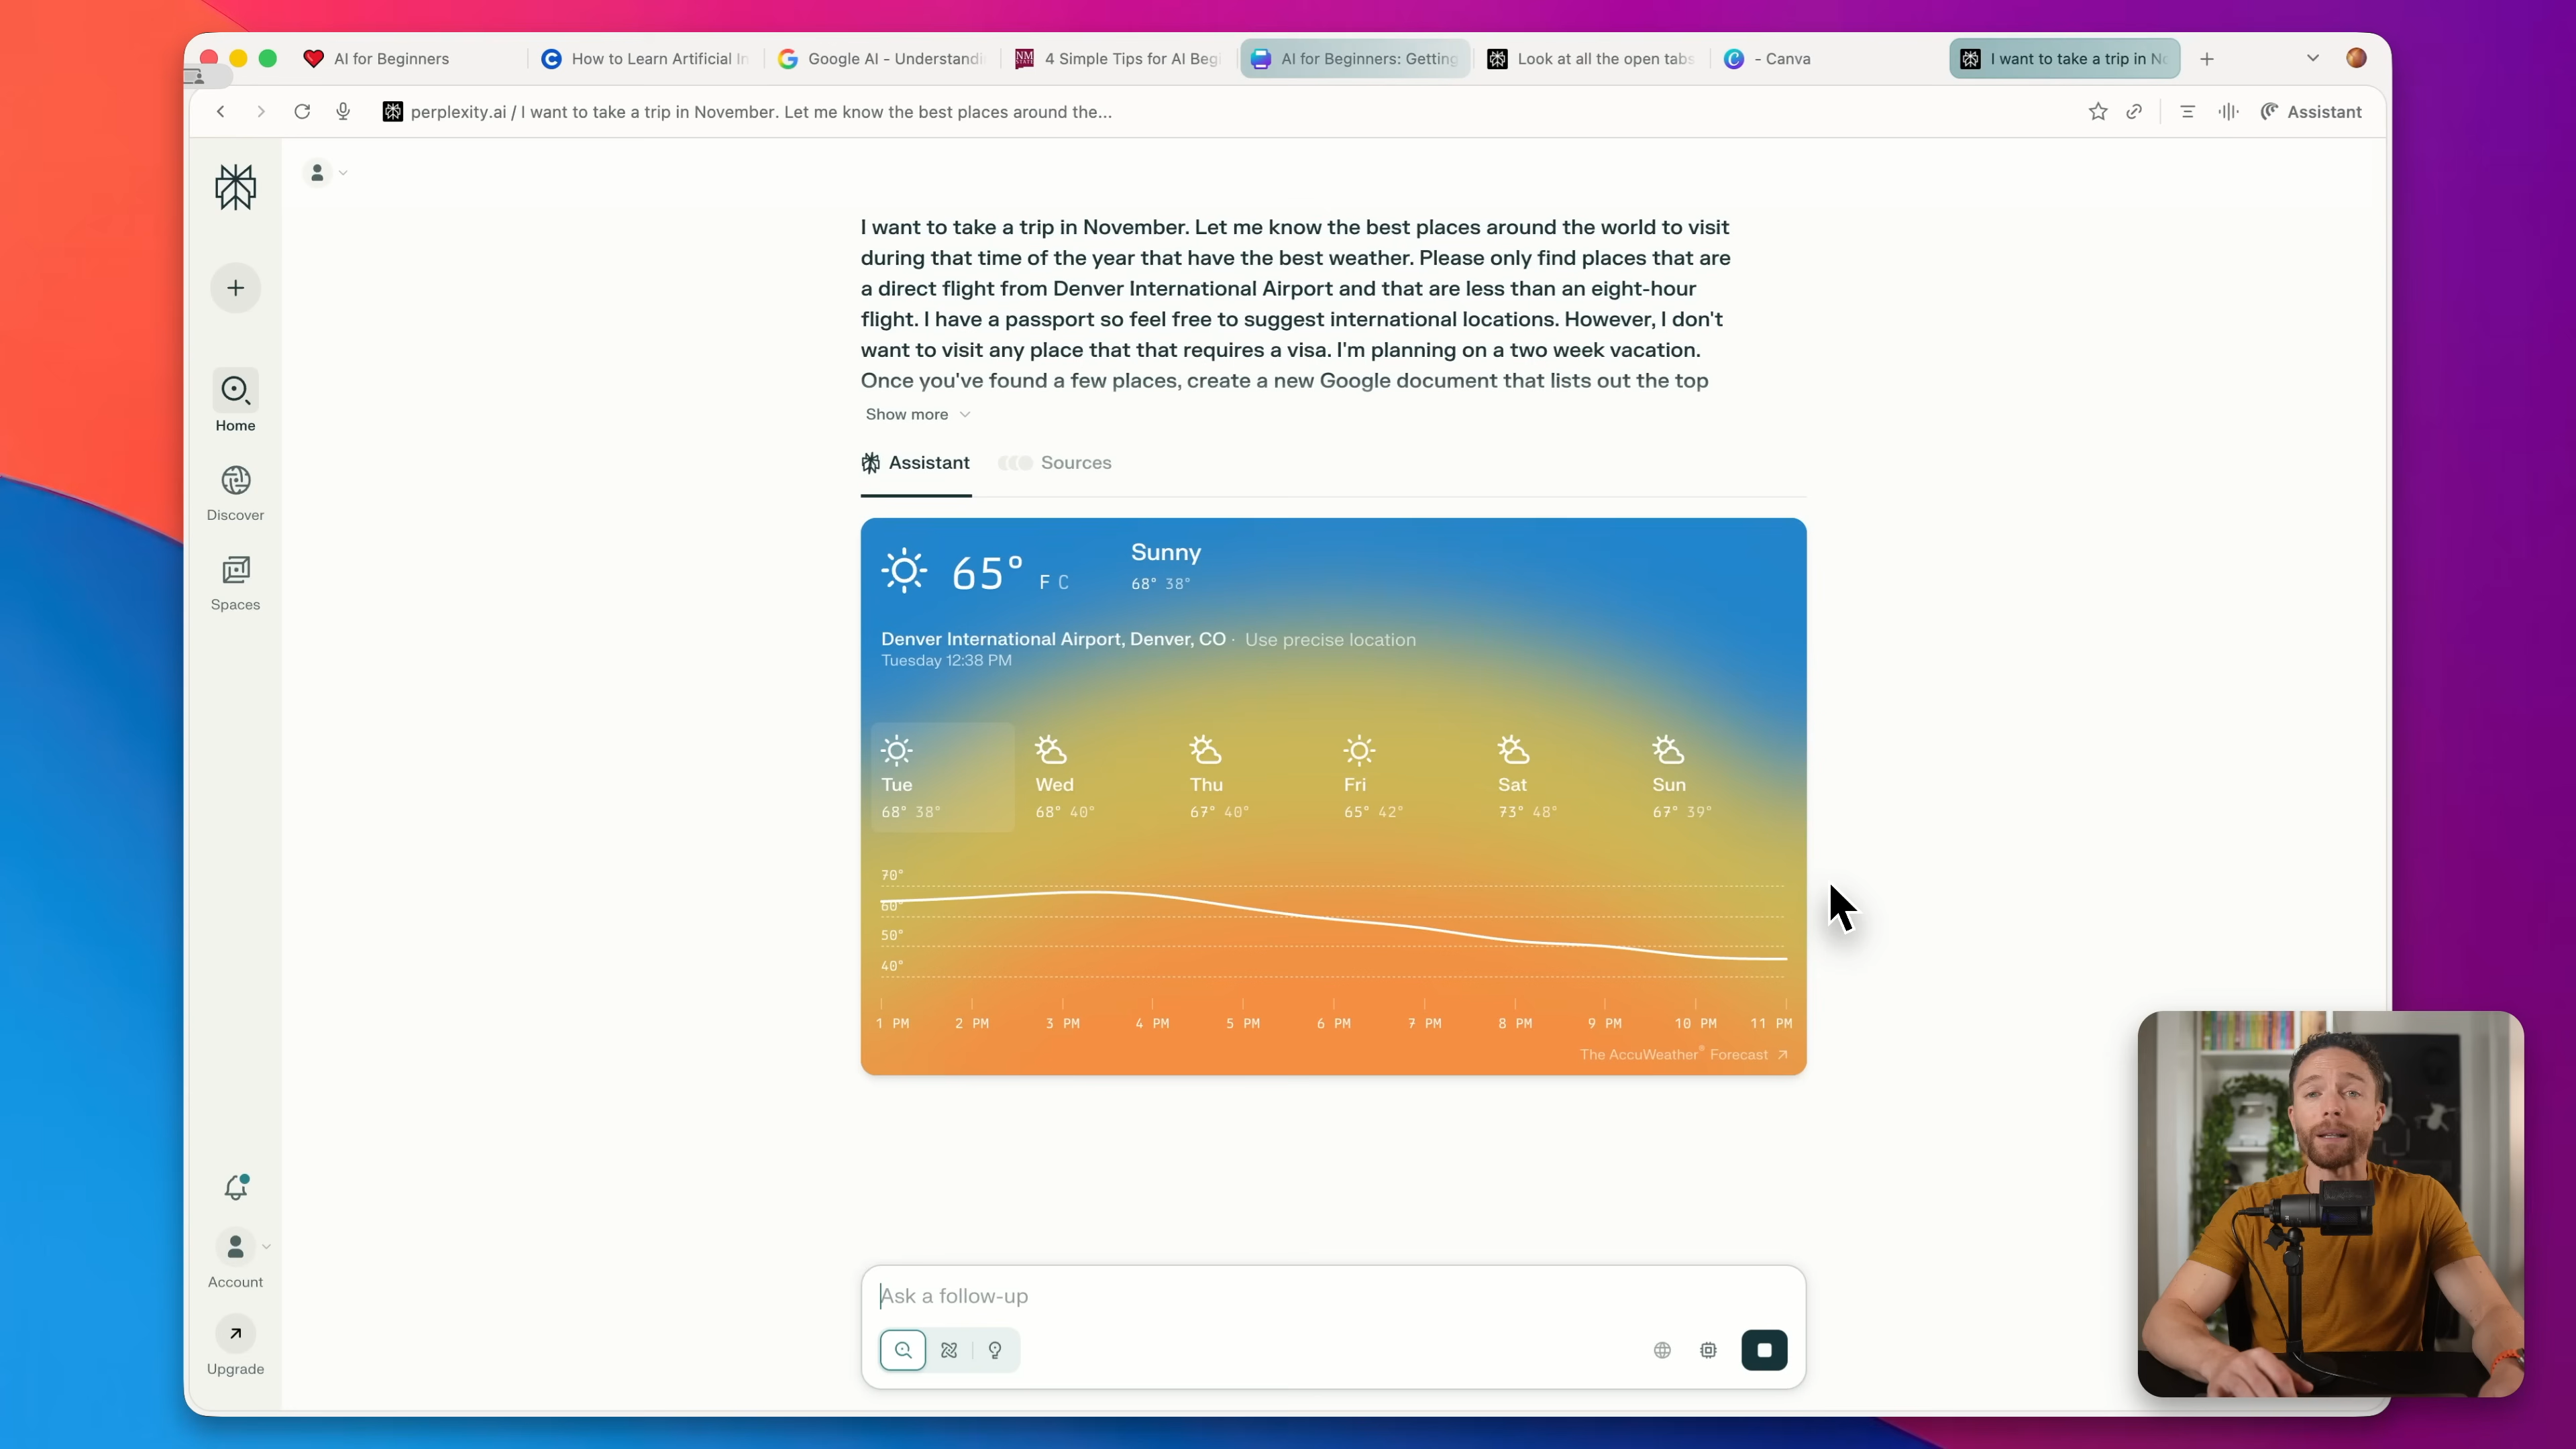 AI for Beginners
How to Learn Artificial In
Google AI - Understandi
NM
STATE
4 Simple Tips for AI Begi
AI for Beginners: Getting
Look at all the open tabs
- Canva
I want to take a trip in No
perplexity.ai / I want to take a trip in November. Let me know the best places around the...
Assistant
I want to take a trip in November. Let me know the best places around the world to visit
during that time of the year that have the best weather. Please only find places that are
a direct flight from Denver International Airport and that are less than an eight-hour
flight. I have a passport so feel free to suggest international locations. However, I don't
want to visit any place that that requires a visa. I'm planning on a two week vacation.
Once you've found a few places, create a new Google document that lists out the top
Show more
Home
Discover
Spaces
Assistant
Sources
65° F C
Sunny
68° 38°
Denver International Airport, Denver, CO · Use precise location
Tuesday 12:38 PM
Tue
68° 38°
Wed
68° 40°
Thu
67° 40°
Fri
65° 42°
Sat
73° 48°
Sun
67° 39°
70°
60°
50°
40°
1 PM 2 PM 3 PM 4 PM 5 PM 6 PM 7 PM 8 PM 9 PM 10 PM 11 PM
The AccuWeather® Forecast
Account
Upgrade
Ask a follow-up